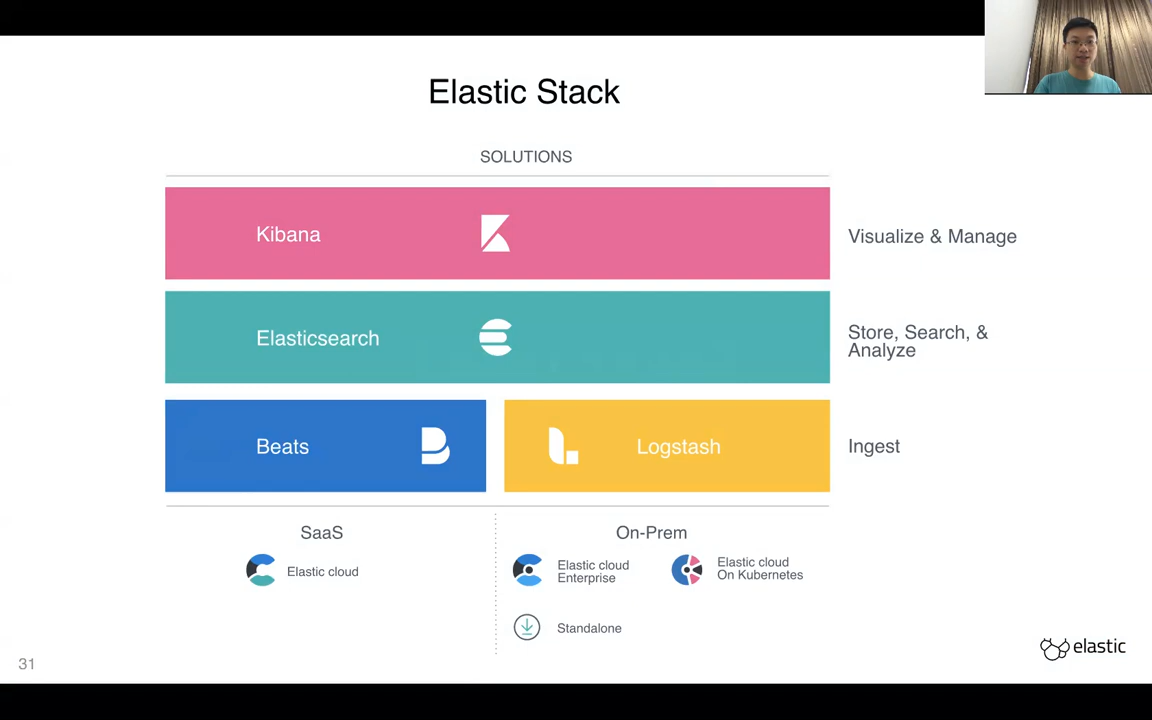 Elastic Stack
SOLUTIONS
Kibana
Visualize & Manage
Elasticsearch
Store, Search, &
Analyze
Beats
Logstash
Ingest
SaaS
On-Prem
Elastic cloud
Elastic cloud
Enterprise
Elastic cloud
On Kubernetes
Standalone
elastic
31